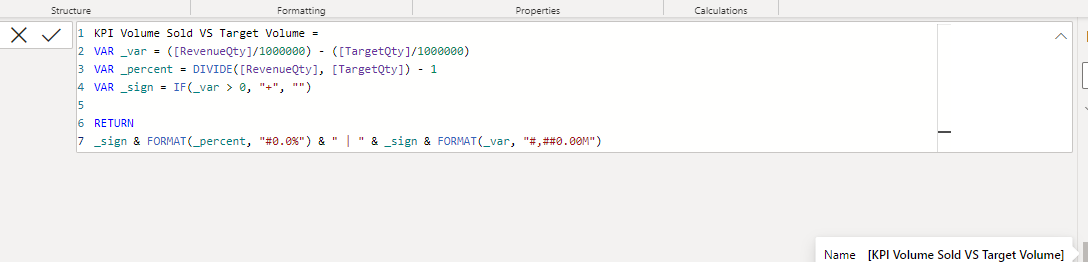 Structure Formatting Properties Calculations
1 KPI Volume Sold VS Target Volume =
2 VAR _var = ([RevenueQty]/1000000) - ([TargetQty]/1000000)
3 VAR _percent = DIVIDE([RevenueQty], [TargetQty]) - 1
4 VAR _sign = IF(_var > 0, "+", "")
5
6 RETURN
7 _sign & FORMAT(_percent, "#0.0%") & " | " & _sign & FORMAT(_var, "#,##0.00M")
Name [KPI Volume Sold VS Target Volume]